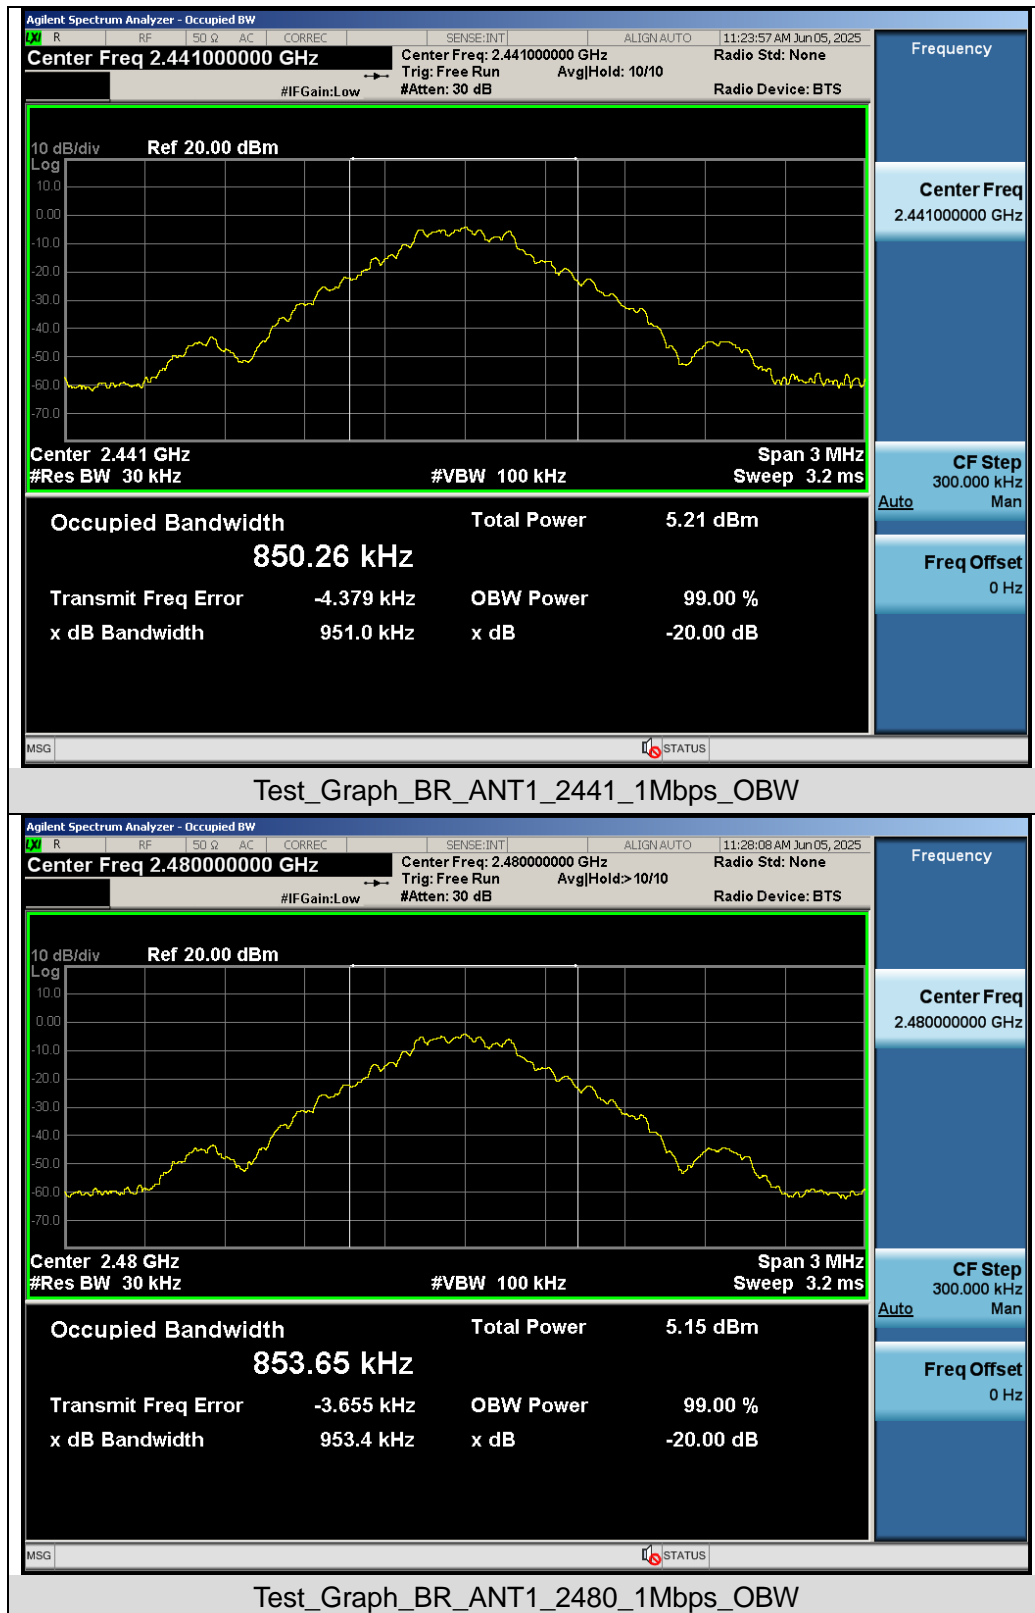 Agilent Spectrum Analyzer - Occupied BW
LXI R RF 50 Ω AC CORREC SENSE:INT ALIGN AUTO 11:23:57 AM Jun 05, 2025
Center Freq 2.441000000 GHz
Center Freq: 2.441000000 GHz Radio Std: None
Trig: Free Run Avg|Hold: 10/10
#IFGain:Low #Atten: 30 dB Radio Device: BTS
Frequency
10 dB/div Ref 20.00 dBm
Log
10.0
0.00
-10.0
-20.0
-30.0
-40.0
-50.0
-60.0
-70.0
Center 2.441 GHz Span 3 MHz
#Res BW 30 kHz #VBW 100 kHz Sweep 3.2 ms
Center Freq
2.441000000 GHz
CF Step
300.000 kHz
Auto Man
Freq Offset
0 Hz
Occupied Bandwidth Total Power 5.21 dBm
850.26 kHz
Transmit Freq Error -4.379 kHz OBW Power 99.00 %
x dB Bandwidth 951.0 kHz x dB -20.00 dB
MSG STATUS
Test_Graph_BR_ANT1_2441_1Mbps_OBW
Agilent Spectrum Analyzer - Occupied BW
LXI R RF 50 Ω AC CORREC SENSE:INT ALIGN AUTO 11:28:08 AM Jun 05, 2025
Center Freq 2.480000000 GHz
Center Freq: 2.480000000 GHz Radio Std: None
Trig: Free Run Avg|Hold:>10/10
#IFGain:Low #Atten: 30 dB Radio Device: BTS
Frequency
10 dB/div Ref 20.00 dBm
Log
10.0
0.00
-10.0
-20.0
-30.0
-40.0
-50.0
-60.0
-70.0
Center 2.48 GHz Span 3 MHz
#Res BW 30 kHz #VBW 100 kHz Sweep 3.2 ms
Center Freq
2.480000000 GHz
CF Step
300.000 kHz
Auto Man
Freq Offset
0 Hz
Occupied Bandwidth Total Power 5.15 dBm
853.65 kHz
Transmit Freq Error -3.655 kHz OBW Power 99.00 %
x dB Bandwidth 953.4 kHz x dB -20.00 dB
MSG STATUS
Test_Graph_BR_ANT1_2480_1Mbps_OBW